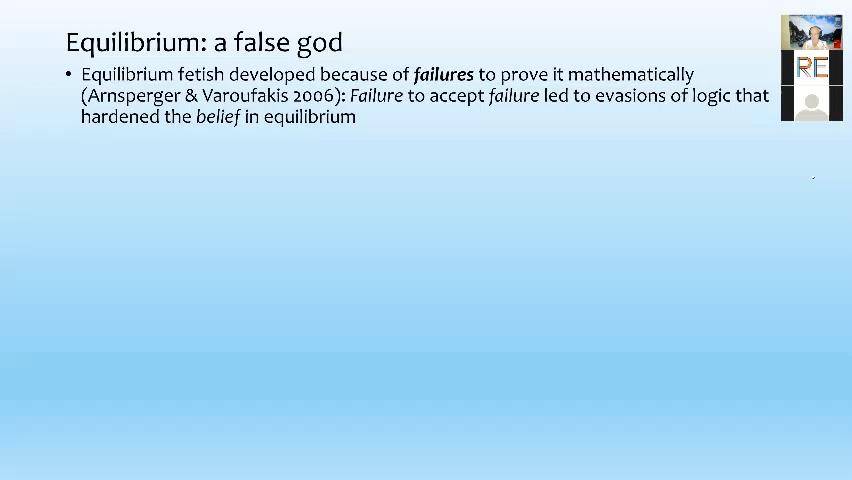 Equilibrium: a false god
• Equilibrium fetish developed because of failures to prove it mathematically
(Arnsperger & Varoufakis 2006): Failure to accept failure led to evasions of logic that
hardened the belief in equilibrium
RE